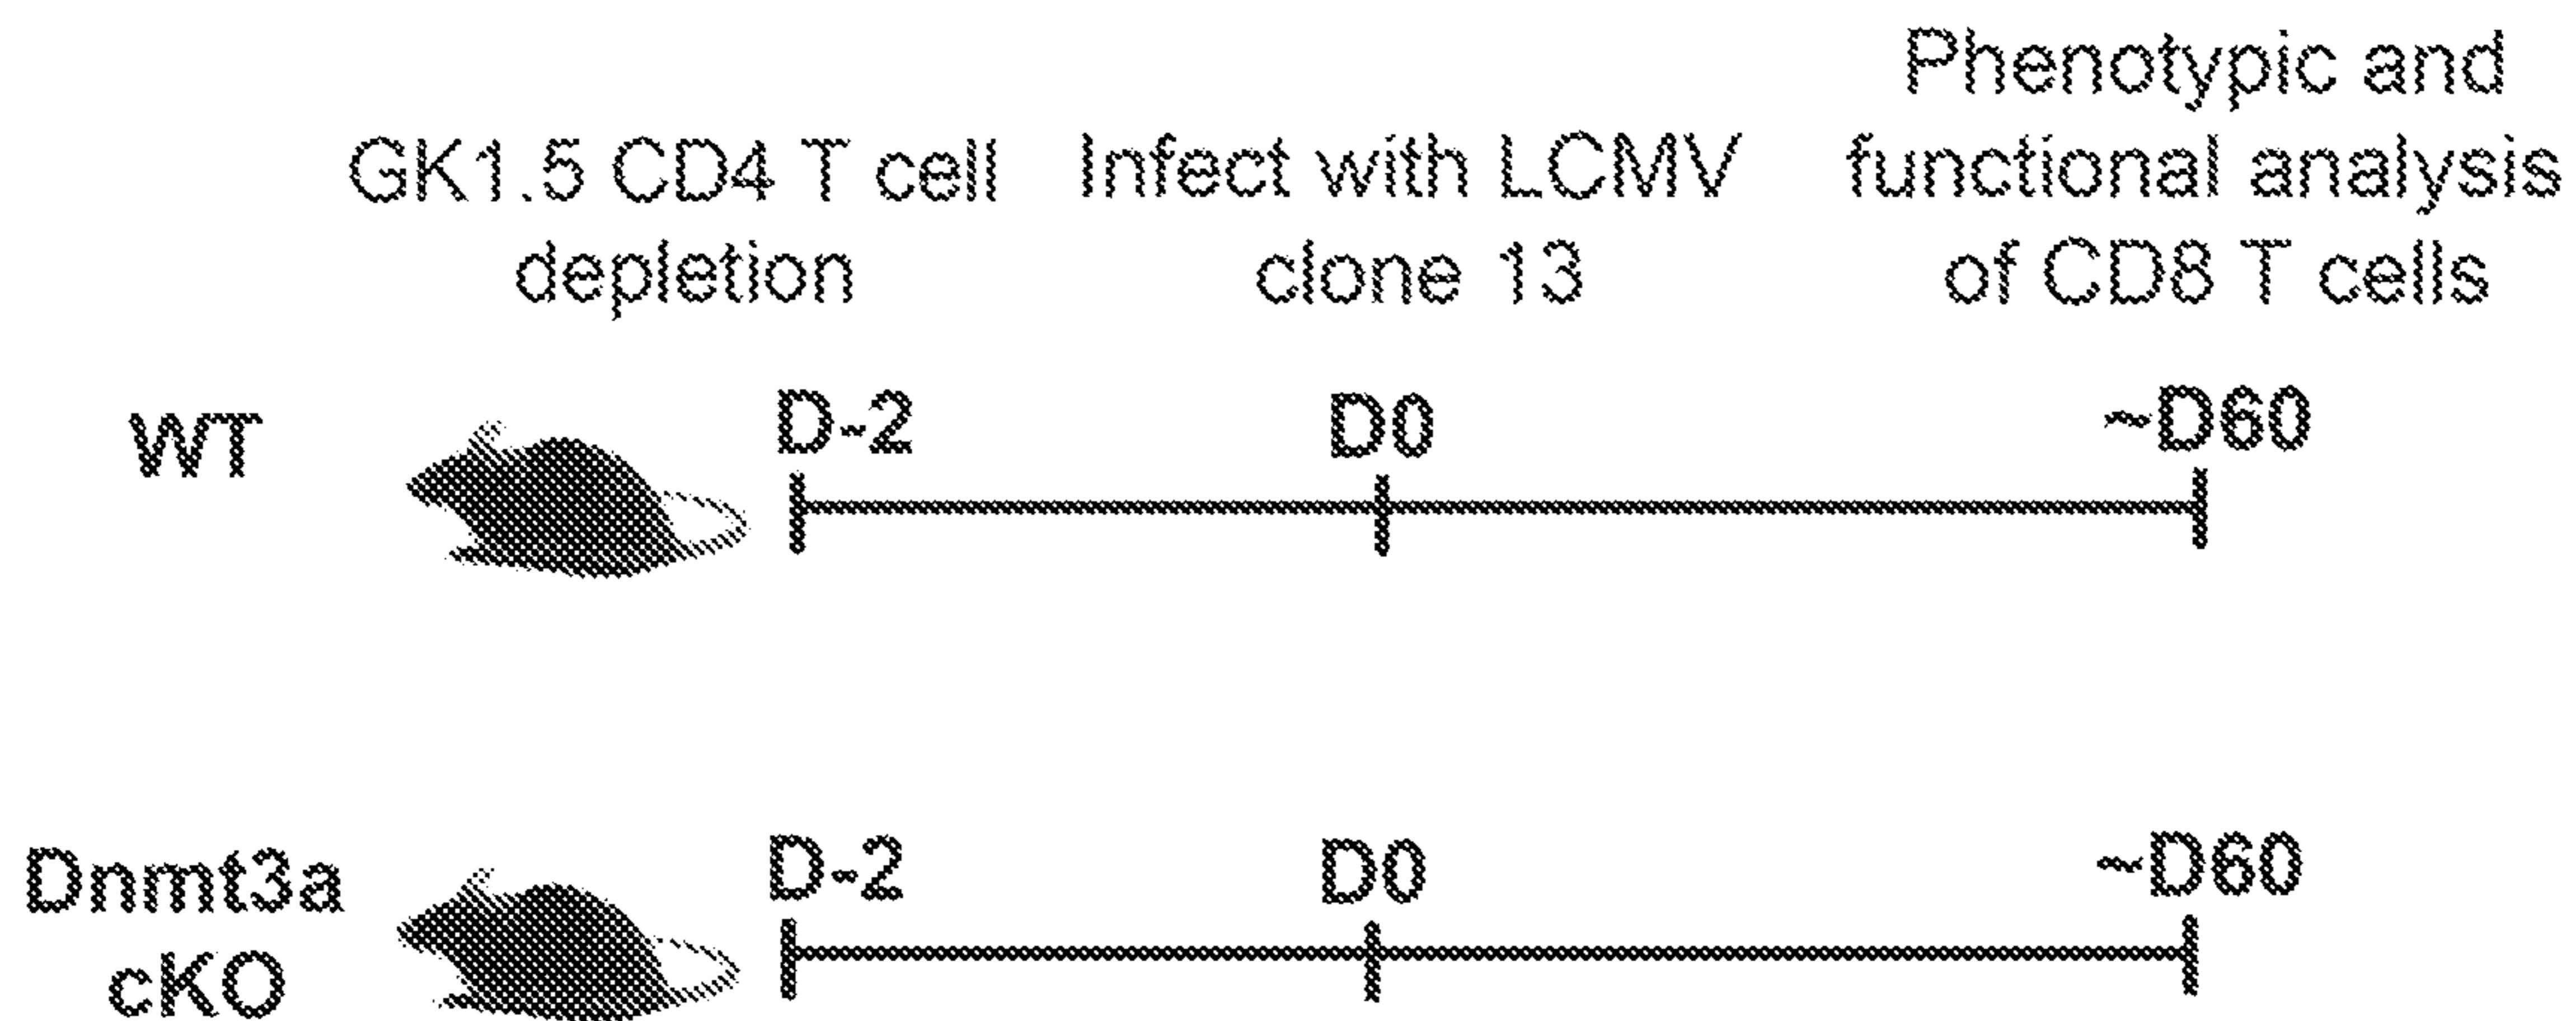 GK1.5 CD4 T cell
depletion
Infect with LCMV
clone 13
Phenotypic and
functional analysis
of CD8 T cells
WT
D-2
D0
~D60
Dnmt3a
cKO
D-2
D0
~D60